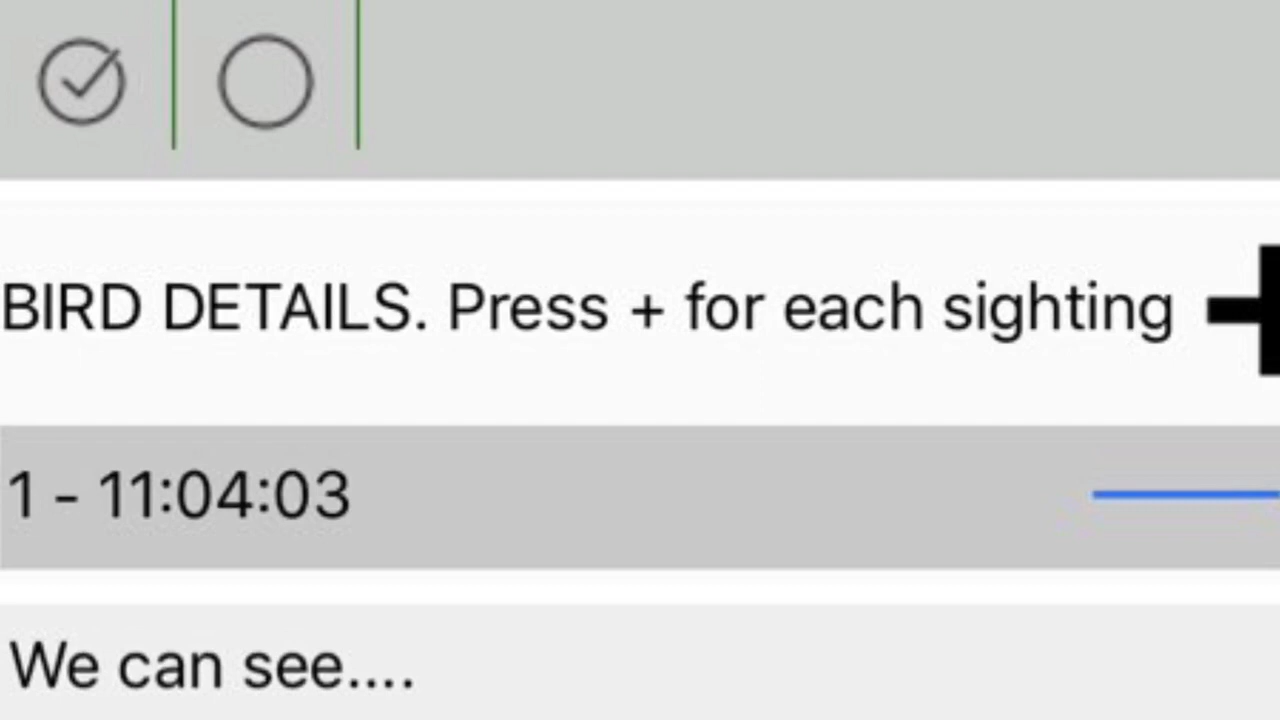 BIRD DETAILS. Press + for each sighting
1 - 11:04:03
We can see....